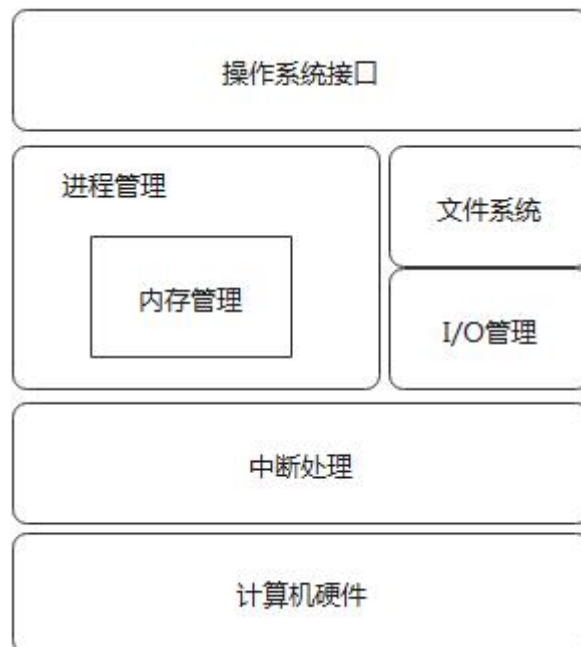 操作系统接口
进程管理
内存管理
文件系统
I/O管理
中断处理
计算机硬件